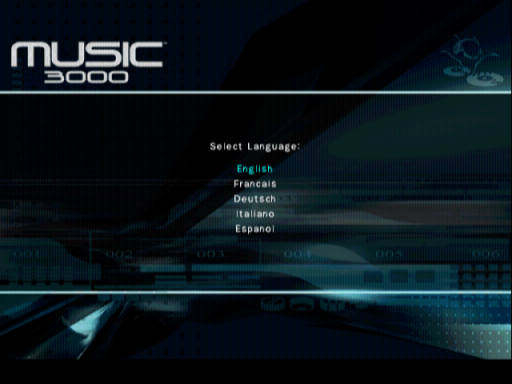 MUSIC
3000
Select Language:
English
Francais
Deutsch
Italiano
Espanol
001 002 003 004 005 006